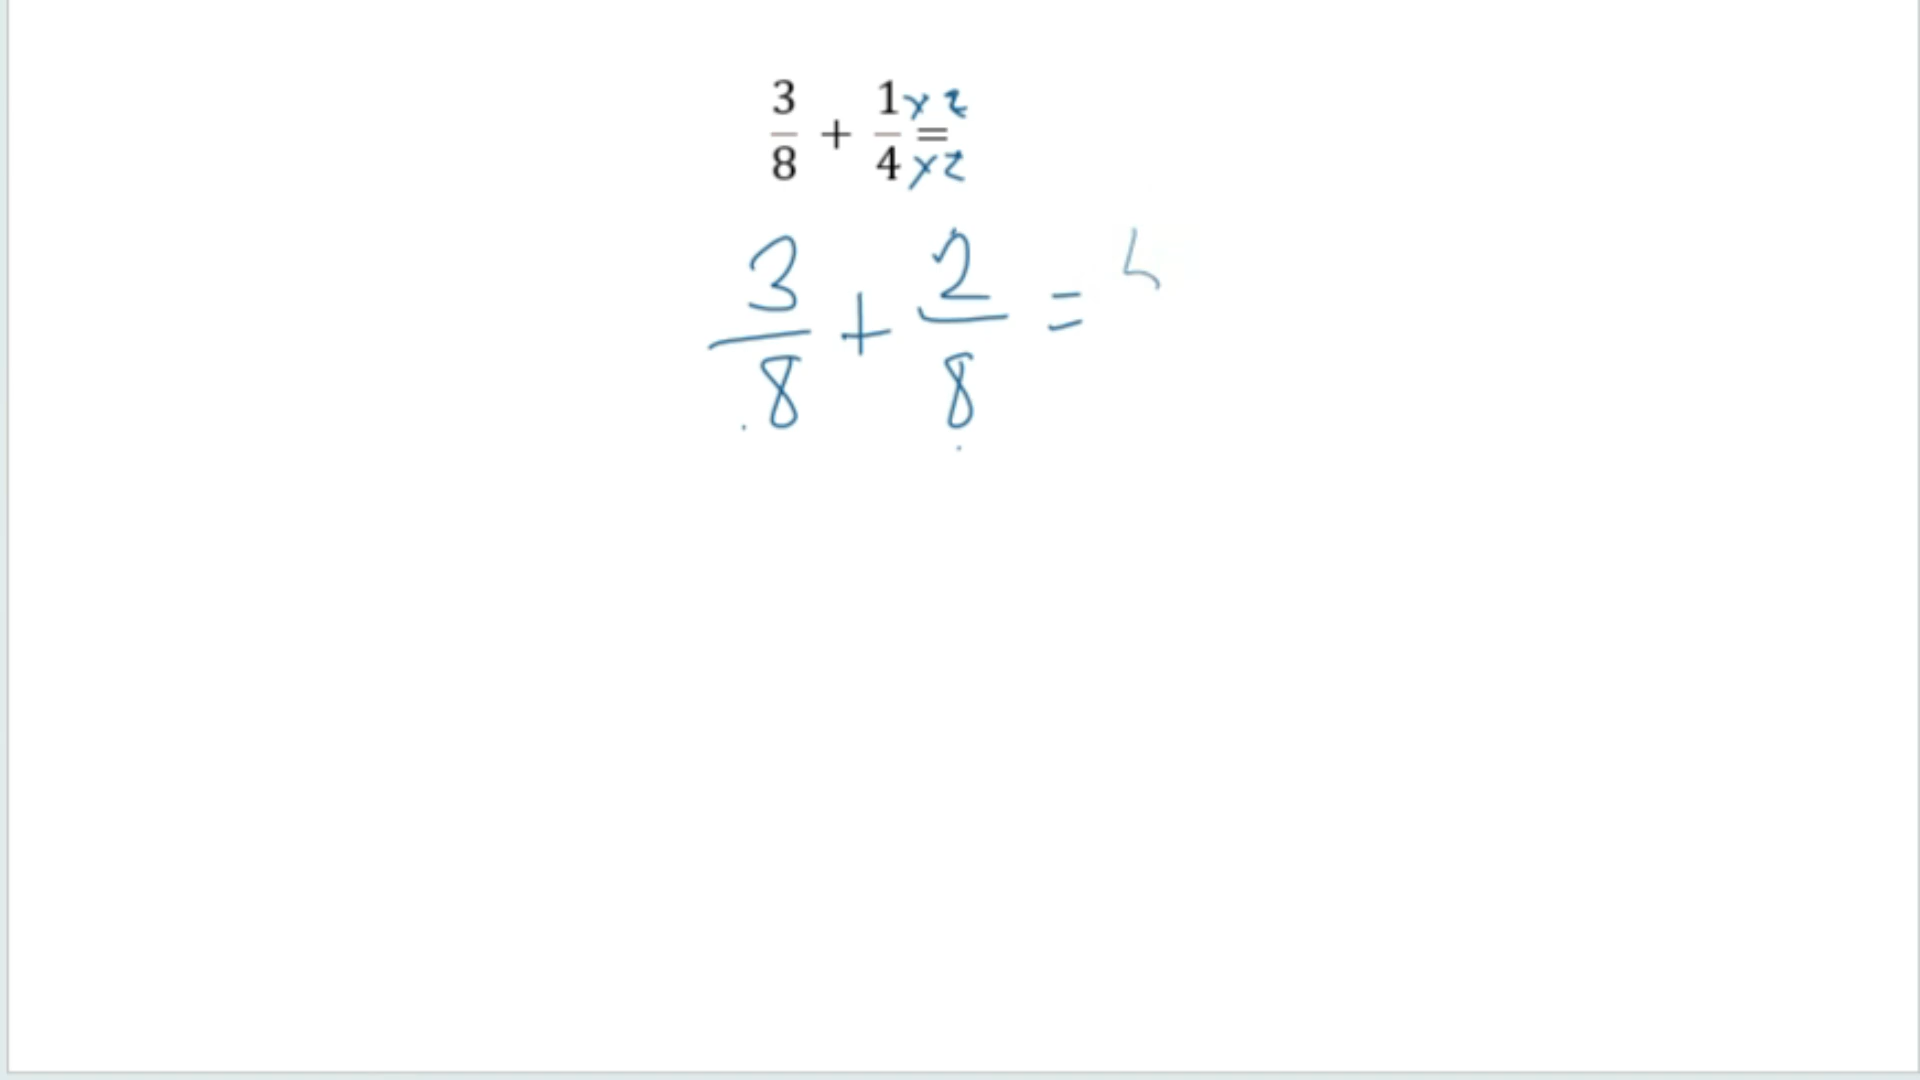 3/8 + 1×2/4×2 =
3/8 + 2/8 =